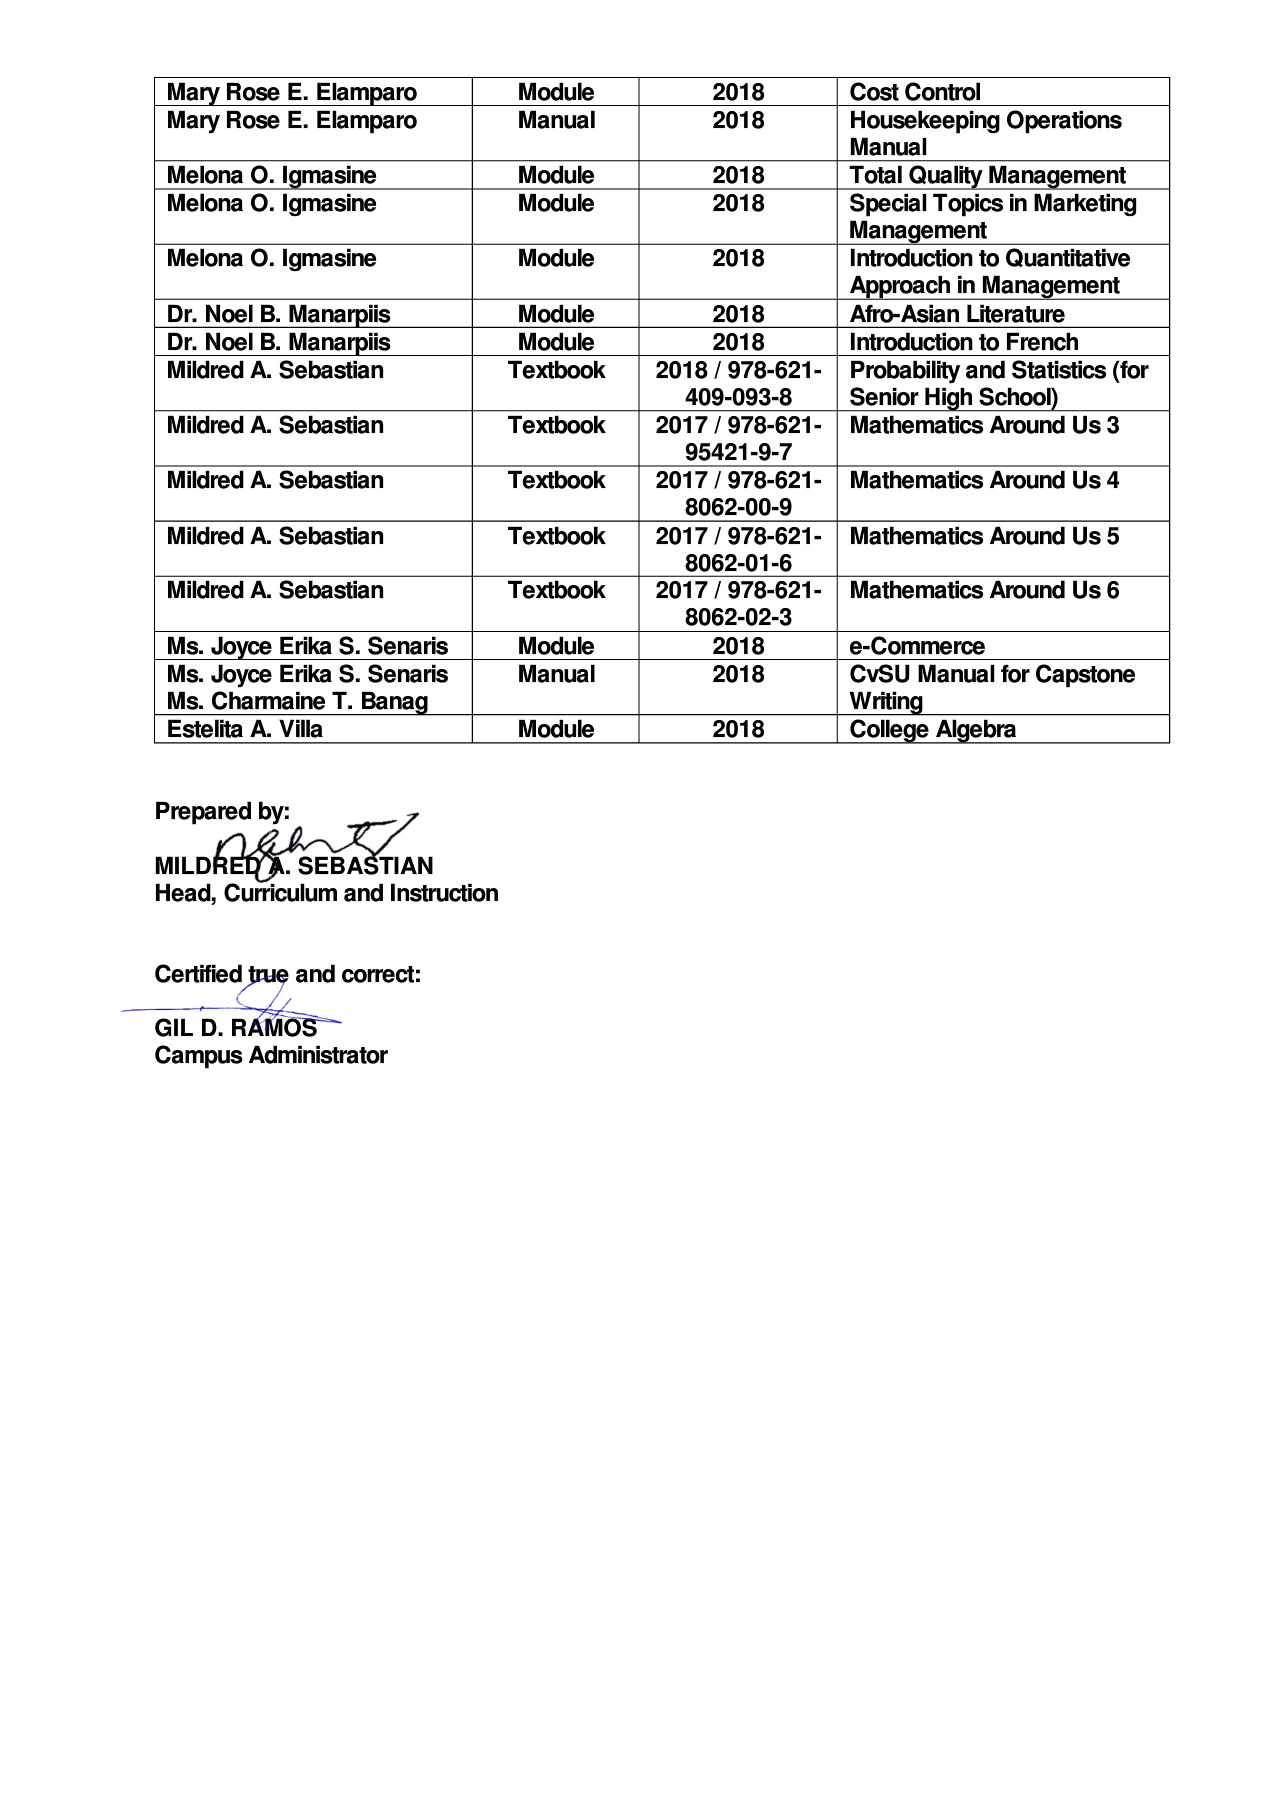 Mary Rose E. Elamparo Module 2018 Cost Control
Mary Rose E. Elamparo Manual 2018 Housekeeping Operations
Manual
Melona O. Igmasine Module 2018 Total Quality Management
Melona O. Igmasine Module 2018 Special Topics in Marketing
Management
Melona O. Igmasine Module 2018 Introduction to Quantitative
Approach in Management
Dr. Noel B. Manarpiis Module 2018 Afro-Asian Literature
Dr. Noel B. Manarpiis Module 2018 Introduction to French
Mildred A. Sebastian Textbook 2018 / 978-621- Probability and Statistics (for
409-093-8 Senior High School)
Mildred A. Sebastian Textbook 2017 / 978-621- Mathematics Around Us 3
95421-9-7
Mildred A. Sebastian Textbook 2017 / 978-621- Mathematics Around Us 4
8062-00-9
Mildred A. Sebastian Textbook 2017 / 978-621- Mathematics Around Us 5
8062-01-6
Mildred A. Sebastian Textbook 2017 / 978-621- Mathematics Around Us 6
8062-02-3
Ms. Joyce Erika S. Senaris Module 2018 e-Commerce
Ms. Joyce Erika S. Senaris Manual 2018 CvSU Manual for Capstone
Ms. Charmaine T. Banag Writing
Estelita A. Villa Module 2018 College Algebra
Prepared by:
MILDRED A. SEBASTIAN
Head, Curriculum and Instruction
Certified true and correct:
GIL D. RAMOS
Campus Administrator